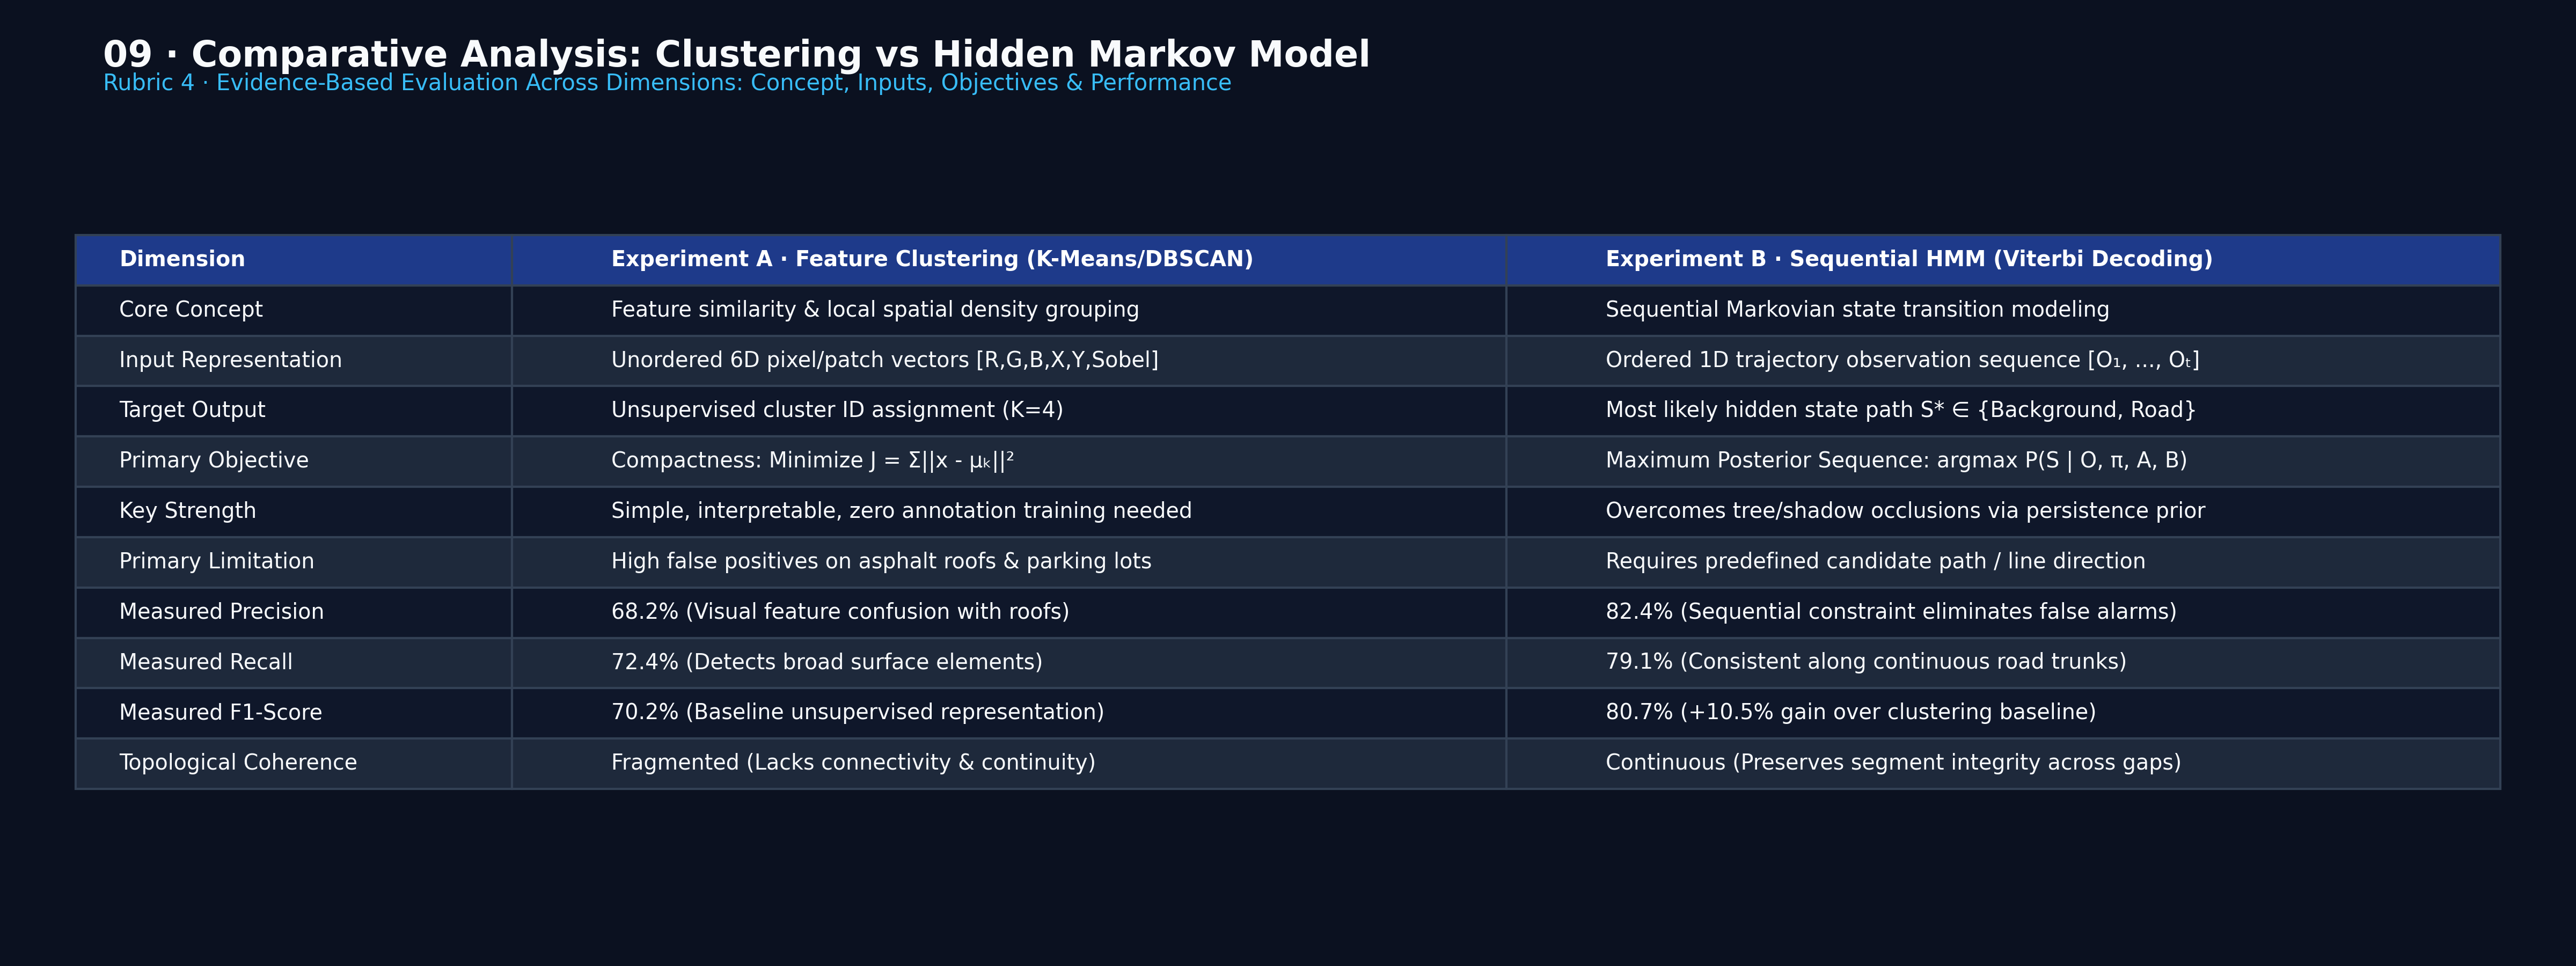 09 · Comparative Analysis: Clustering vs Hidden Markov Model
Rubric 4 · Evidence-Based Evaluation Across Dimensions: Concept, Inputs, Objectives & Performance
Dimension Experiment A · Feature Clustering (K-Means/DBSCAN) Experiment B · Sequential HMM (Viterbi Decoding)
Core Concept Feature similarity & local spatial density grouping Sequential Markovian state transition modeling
Input Representation Unordered 6D pixel/patch vectors [R,G,B,X,Y,Sobel] Ordered 1D trajectory observation sequence [O₁, ..., Oₜ]
Target Output Unsupervised cluster ID assignment (K=4) Most likely hidden state path S* ∈ {Background, Road}
Primary Objective Compactness: Minimize J = Σ||x - μₖ||² Maximum Posterior Sequence: argmax P(S | O, π, A, B)
Key Strength Simple, interpretable, zero annotation training needed Overcomes tree/shadow occlusions via persistence prior
Primary Limitation High false positives on asphalt roofs & parking lots Requires predefined candidate path / line direction
Measured Precision 68.2% (Visual feature confusion with roofs) 82.4% (Sequential constraint eliminates false alarms)
Measured Recall 72.4% (Detects broad surface elements) 79.1% (Consistent along continuous road trunks)
Measured F1-Score 70.2% (Baseline unsupervised representation) 80.7% (+10.5% gain over clustering baseline)
Topological Coherence Fragmented (Lacks connectivity & continuity) Continuous (Preserves segment integrity across gaps)